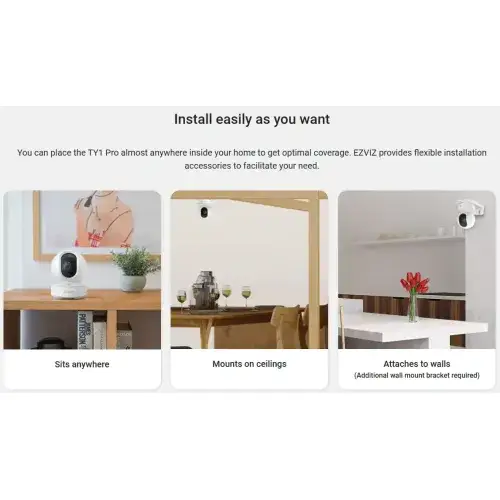 Install easily as you want
You can place the TY1 Pro almost anywhere inside your home to get optimal coverage. EZVIZ provides flexible installation
accessories to facilitate your need.
Sits anywhere
Mounts on ceilings
Attaches to walls
(Additional wall mount bracket required)